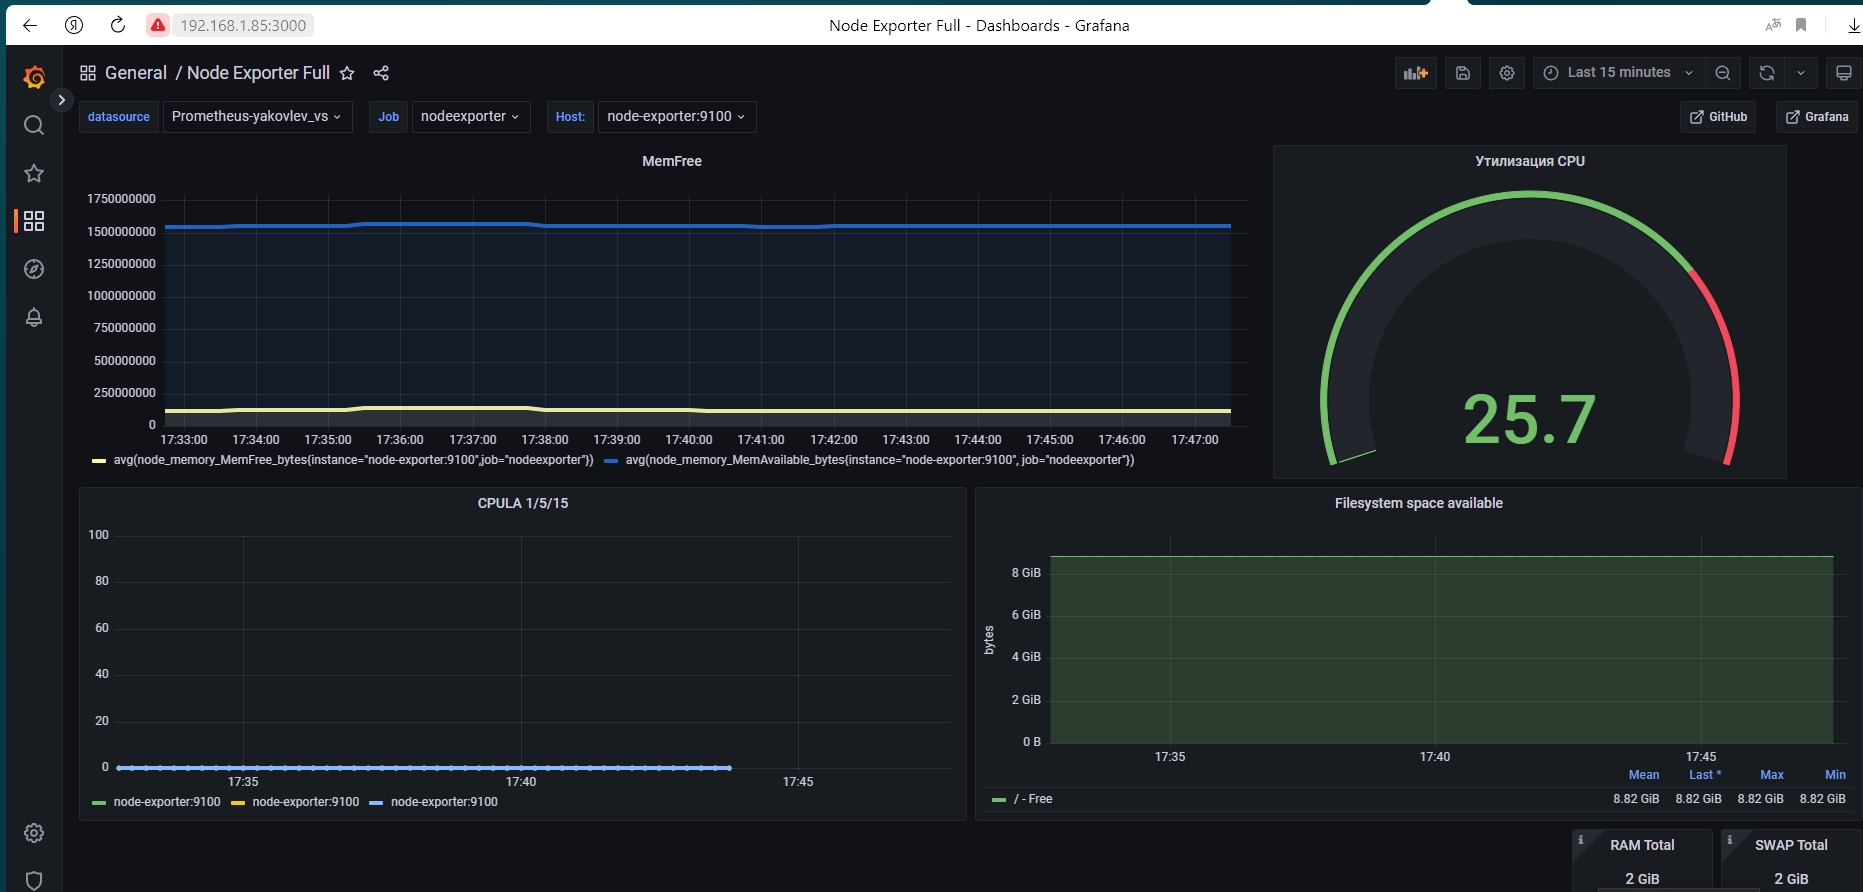 192.168.1.85:3000
Node Exporter Full - Dashboards - Grafana
General / Node Exporter Full
Last 15 minutes
datasource Prometheus-yakovlev_vs Job nodeexporter Host: node-exporter:9100 GitHub Grafana
MemFree
1750000000
1500000000
1250000000
1000000000
750000000
500000000
250000000
0
17:33:00 17:34:00 17:35:00 17:36:00 17:37:00 17:38:00 17:39:00 17:40:00 17:41:00 17:42:00 17:43:00 17:44:00 17:45:00 17:46:00 17:47:00
avg(node_memory_MemFree_bytes{instance="node-exporter:9100",job="nodeexporter"}) avg(node_memory_MemAvailable_bytes{instance="node-exporter:9100", job="nodeexporter"})
Утилизация CPU
25.7
CPULA 1/5/15
100
80
60
40
20
0
17:35 17:40 17:45
node-exporter:9100 node-exporter:9100 node-exporter:9100
Filesystem space available
bytes
8 GiB
6 GiB
4 GiB
2 GiB
0 B
17:35 17:40 17:45
Mean Last * Max Min
/ - Free 8.82 GiB 8.82 GiB 8.82 GiB 8.82 GiB
RAM Total
2 GiB
SWAP Total
2 GiB